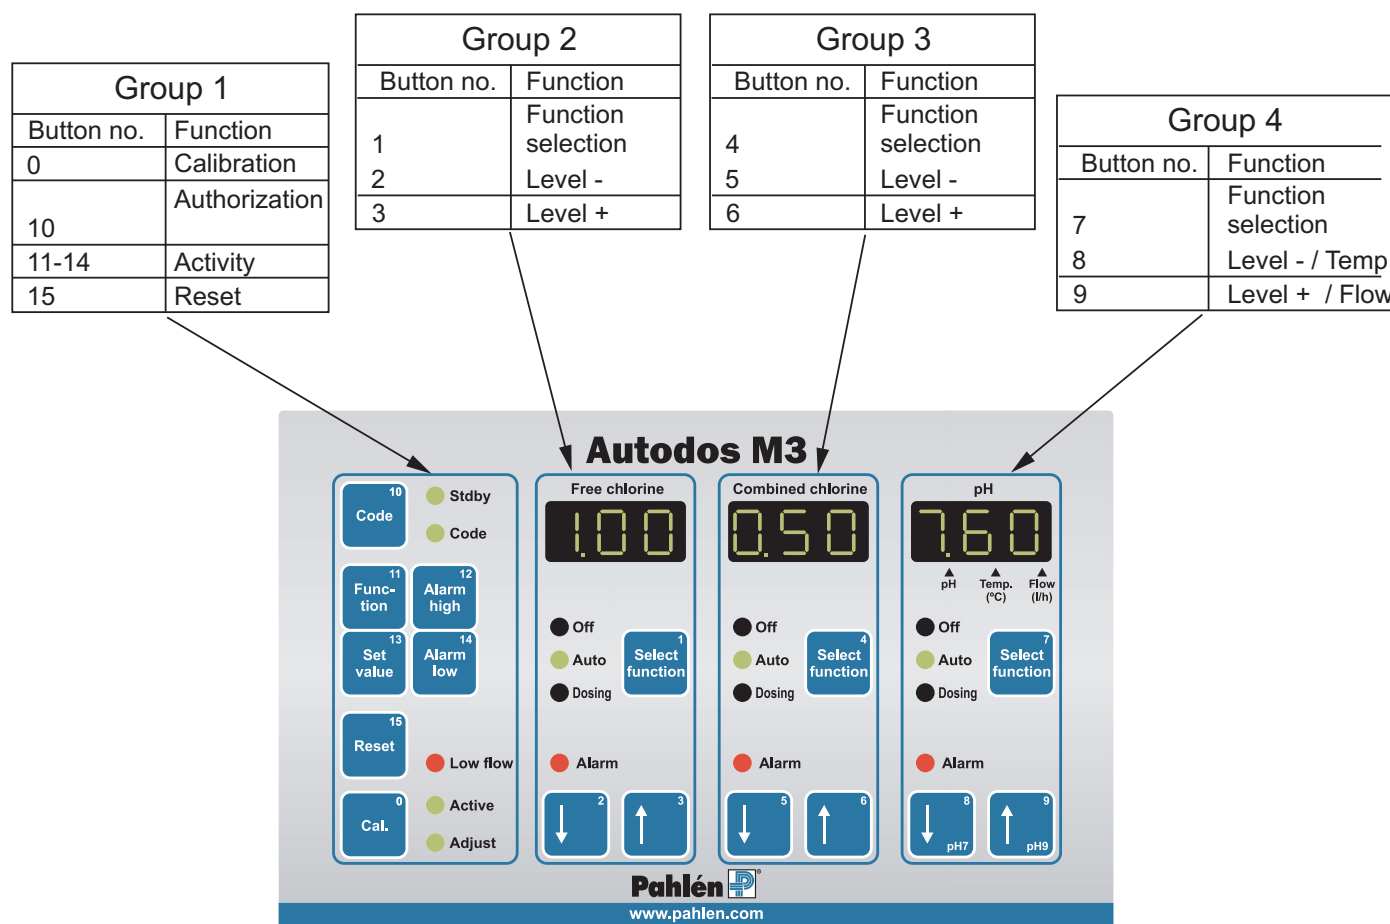 Group 1
Button no. Function
0 Calibration
Authorization
10
11-14 Activity
15 Reset
Group 2
Button no. Function
Function
selection
1
2 Level -
3 Level +
Group 3
Button no. Function
Function
selection
4
5 Level -
6 Level +
Group 4
Button no. Function
Function
selection
7
8 Level - / Temp
9 Level + / Flow
Autodos M3
10
Code
Stdby
Code
11
Func-
tion
12
Alarm
high
13
Set
value
14
Alarm
low
15
Reset
Low flow
0
Cal.
Active
Adjust
Free chlorine
1.00
Off
Auto
Dosing
1
Select
function
Alarm
2
3
Combined chlorine
0.50
Off
Auto
Dosing
4
Select
function
Alarm
5
6
pH
7.60
pH Temp. Flow
(ºC) (l/h)
Off
Auto
Dosing
7
Select
function
Alarm
8
pH7
9
pH9
Pahlén
www.pahlen.com